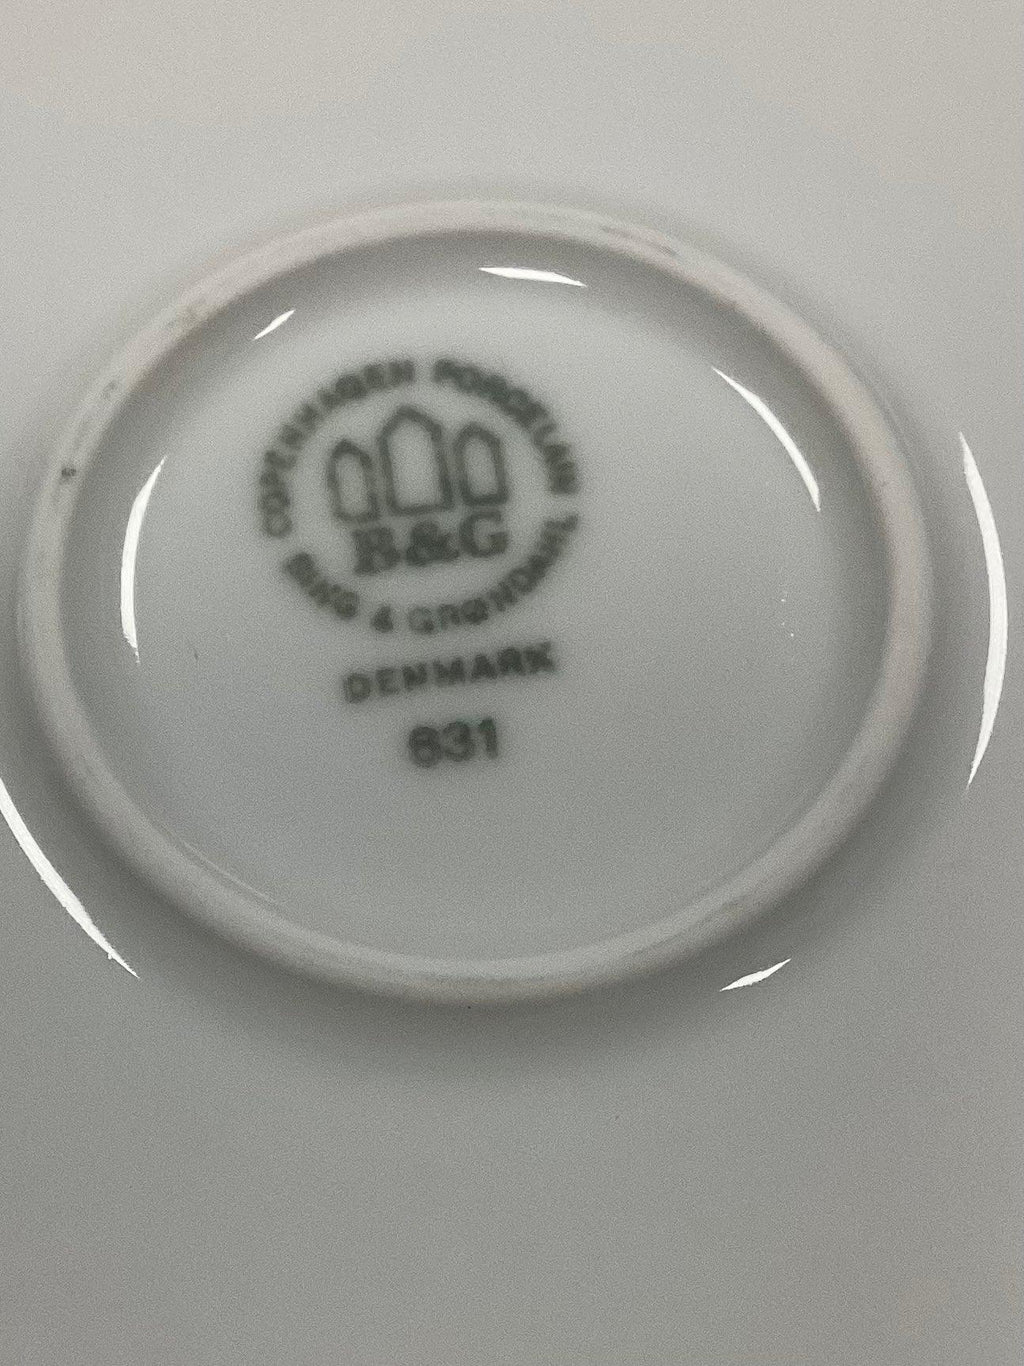 COPENHAGEN PORCELAIN
B&G
BING & GRØNDAHL
DENMARK
631